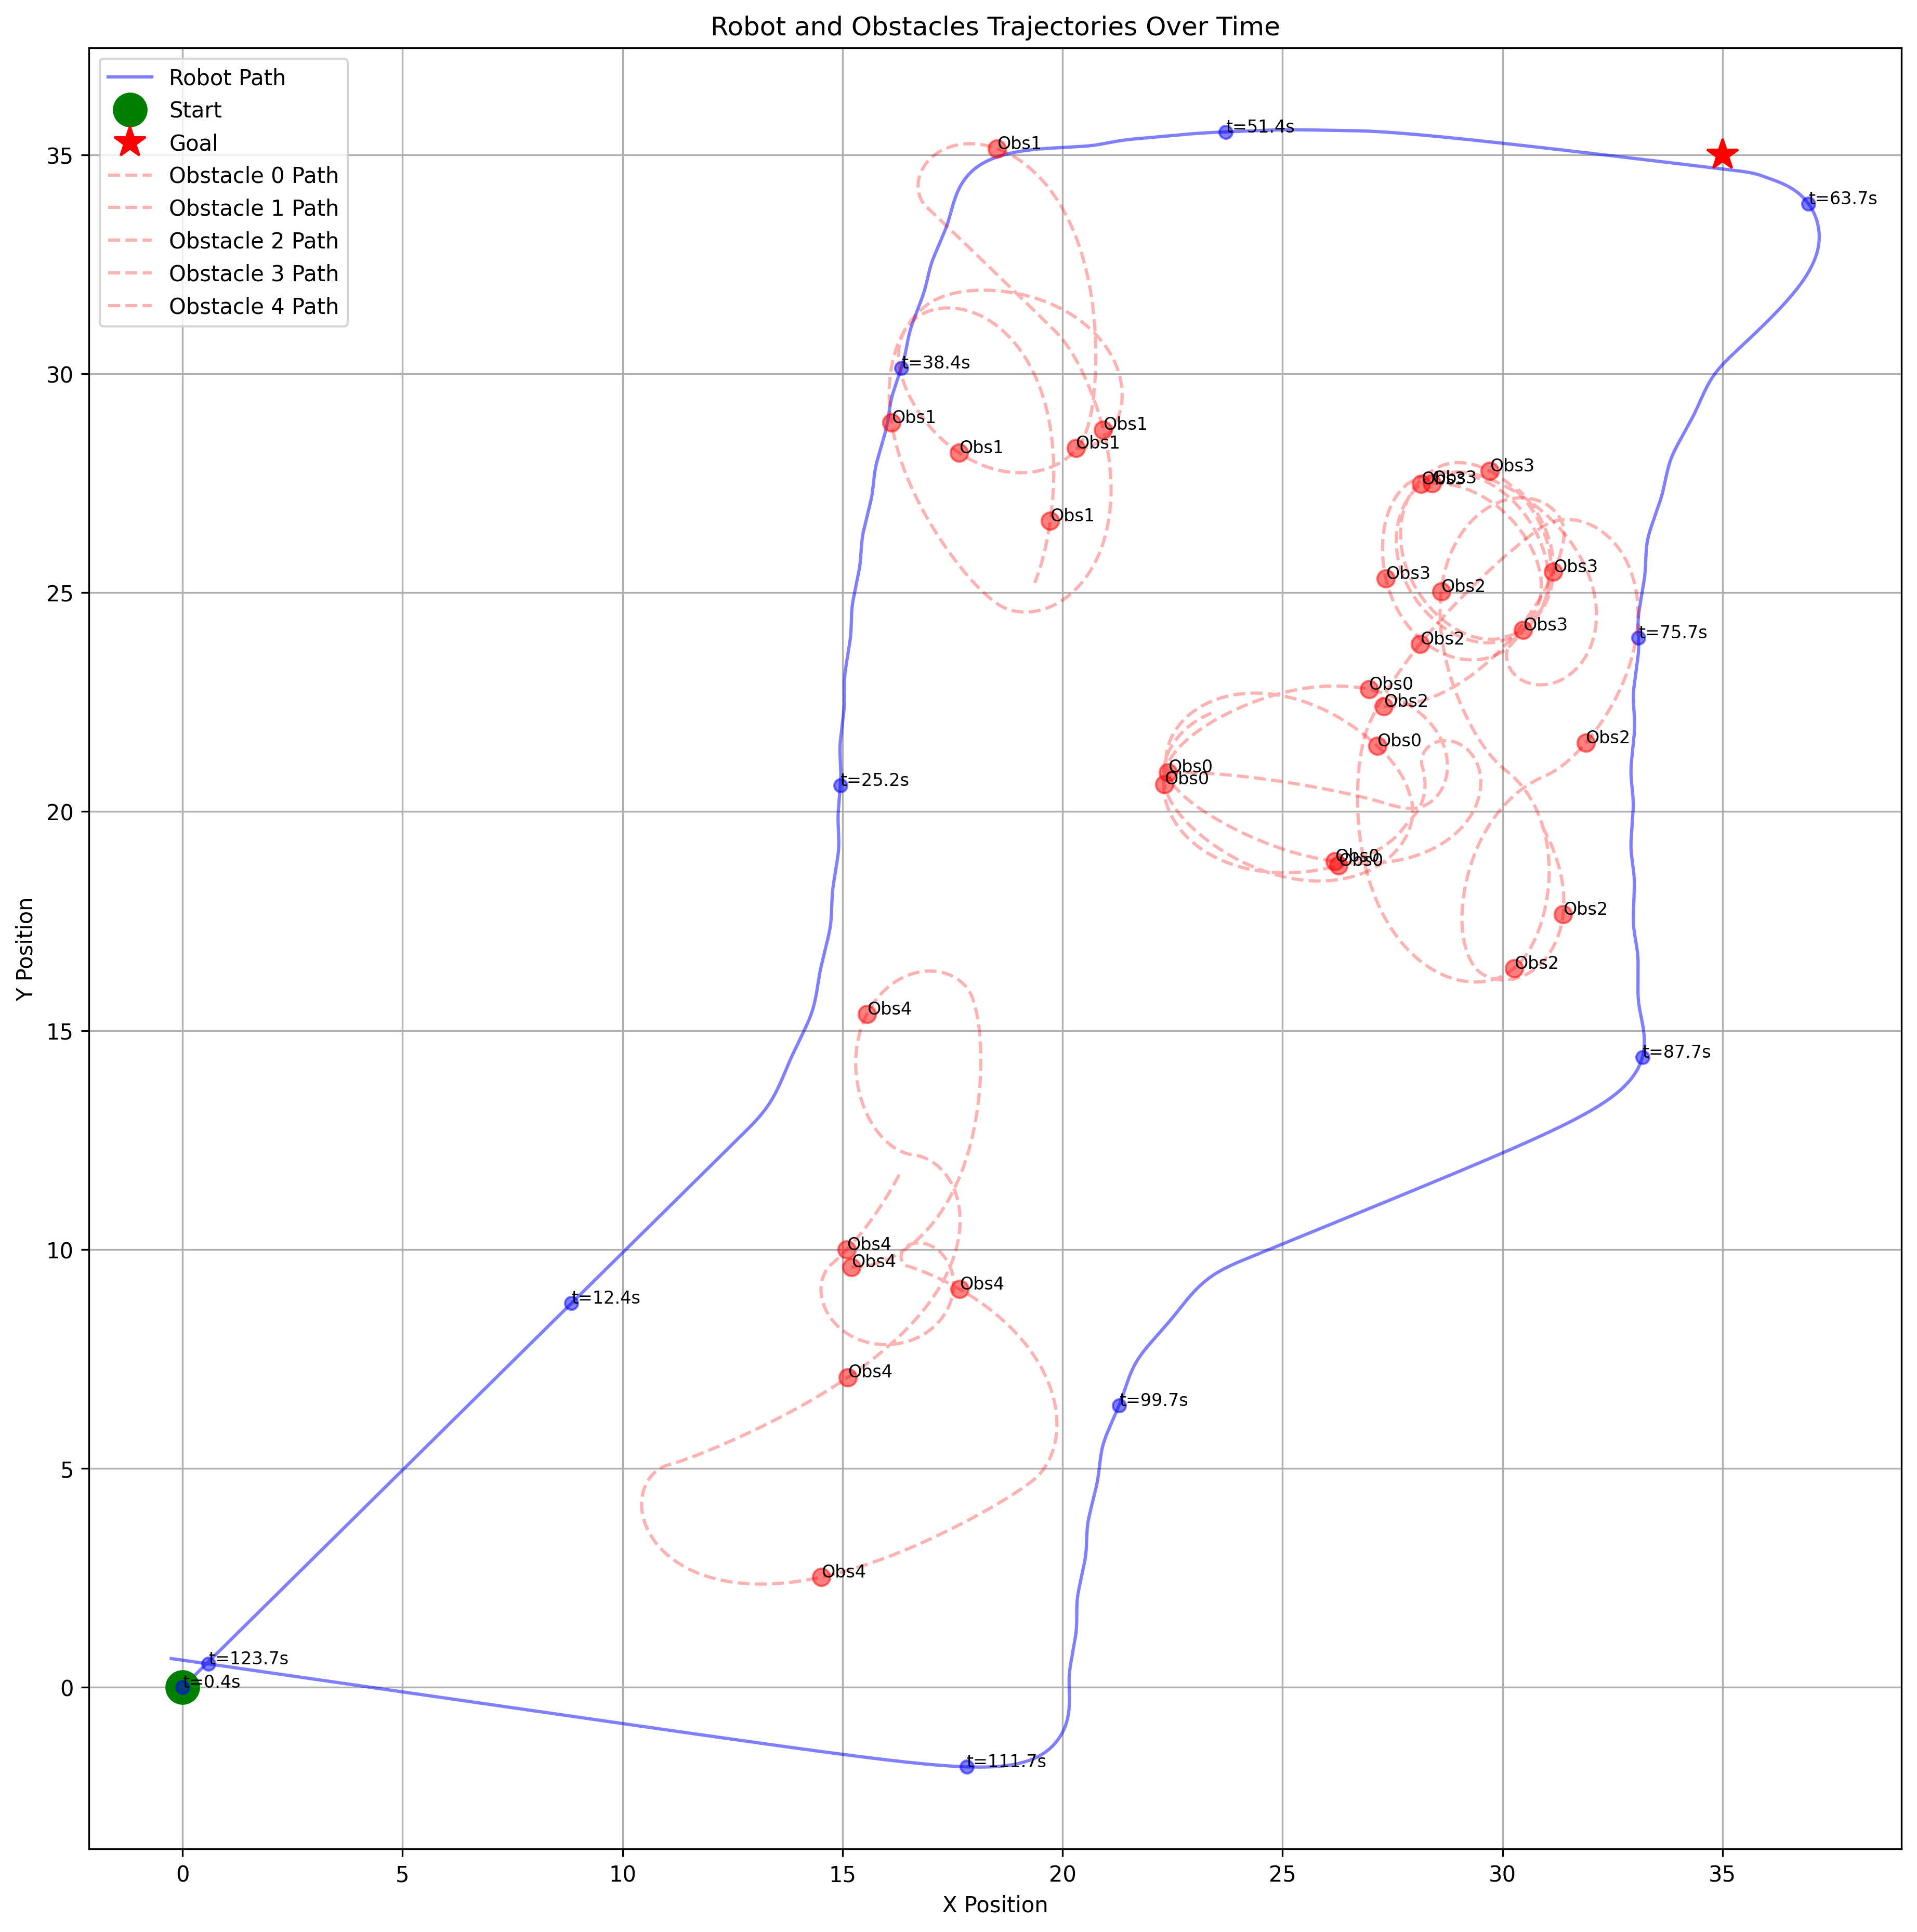 Robot and Obstacles Trajectories Over Time
Robot Path
Start
Goal
Obstacle 0 Path
Obstacle 1 Path
Obstacle 2 Path
Obstacle 3 Path
Obstacle 4 Path
t=51.4s
Obs1
t=63.7s
t=38.4s
Obs1
Obs1
Obs1
Obs1
Obs1
Obs3
Obs3
Obs3
Obs3
Obs3
Obs2
Obs3
t=75.7s
Obs2
Obs0
Obs2
Obs0
Obs2
Obs0
Obs0
t=25.2s
Obs0
Obs0
Obs2
Obs2
Obs4
t=87.7s
Obs4
Obs4
Obs4
t=12.4s
Obs4
t=99.7s
Obs4
t=123.7s
t=0.4s
t=111.7s
35
30
25
20
15
10
5
0
Y Position
0 5 10 15 20 25 30 35
X Position